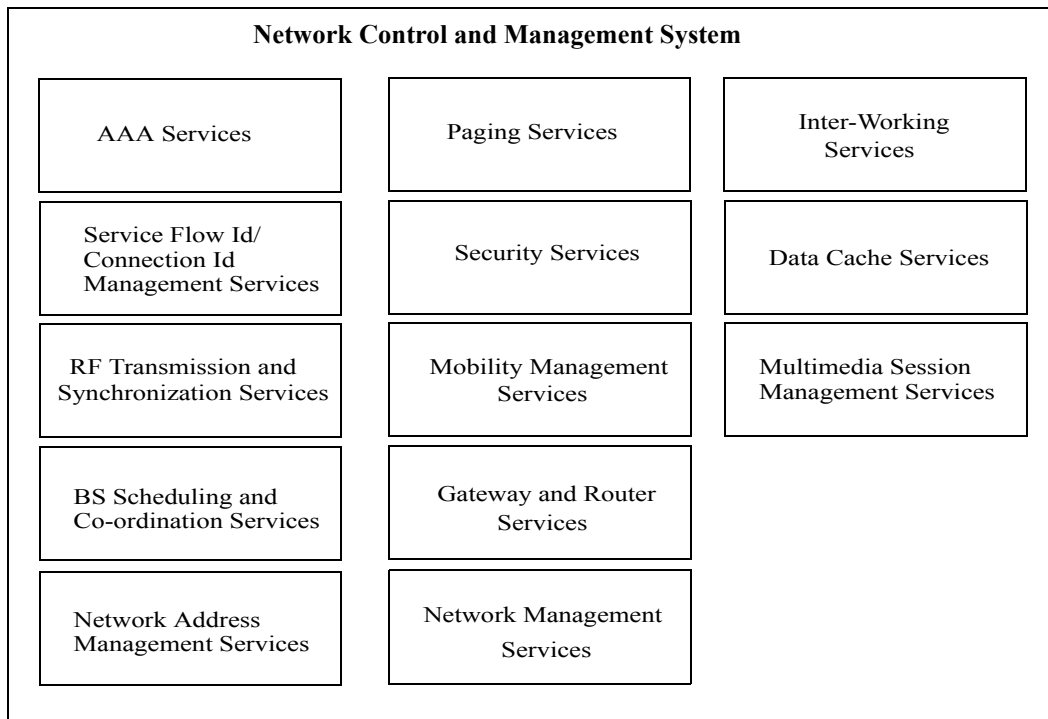 Network Control and Management System
AAA Services
Paging Services
Inter-Working
Services
Service Flow Id/
Connection Id
Management Services
Security Services
Data Cache Services
RF Transmission and
Synchronization Services
Mobility Management
Services
Multimedia Session
Management Services
BS Scheduling and
Co-ordination Services
Gateway and Router
Services
Network Address
Management Services
Network Management
Services